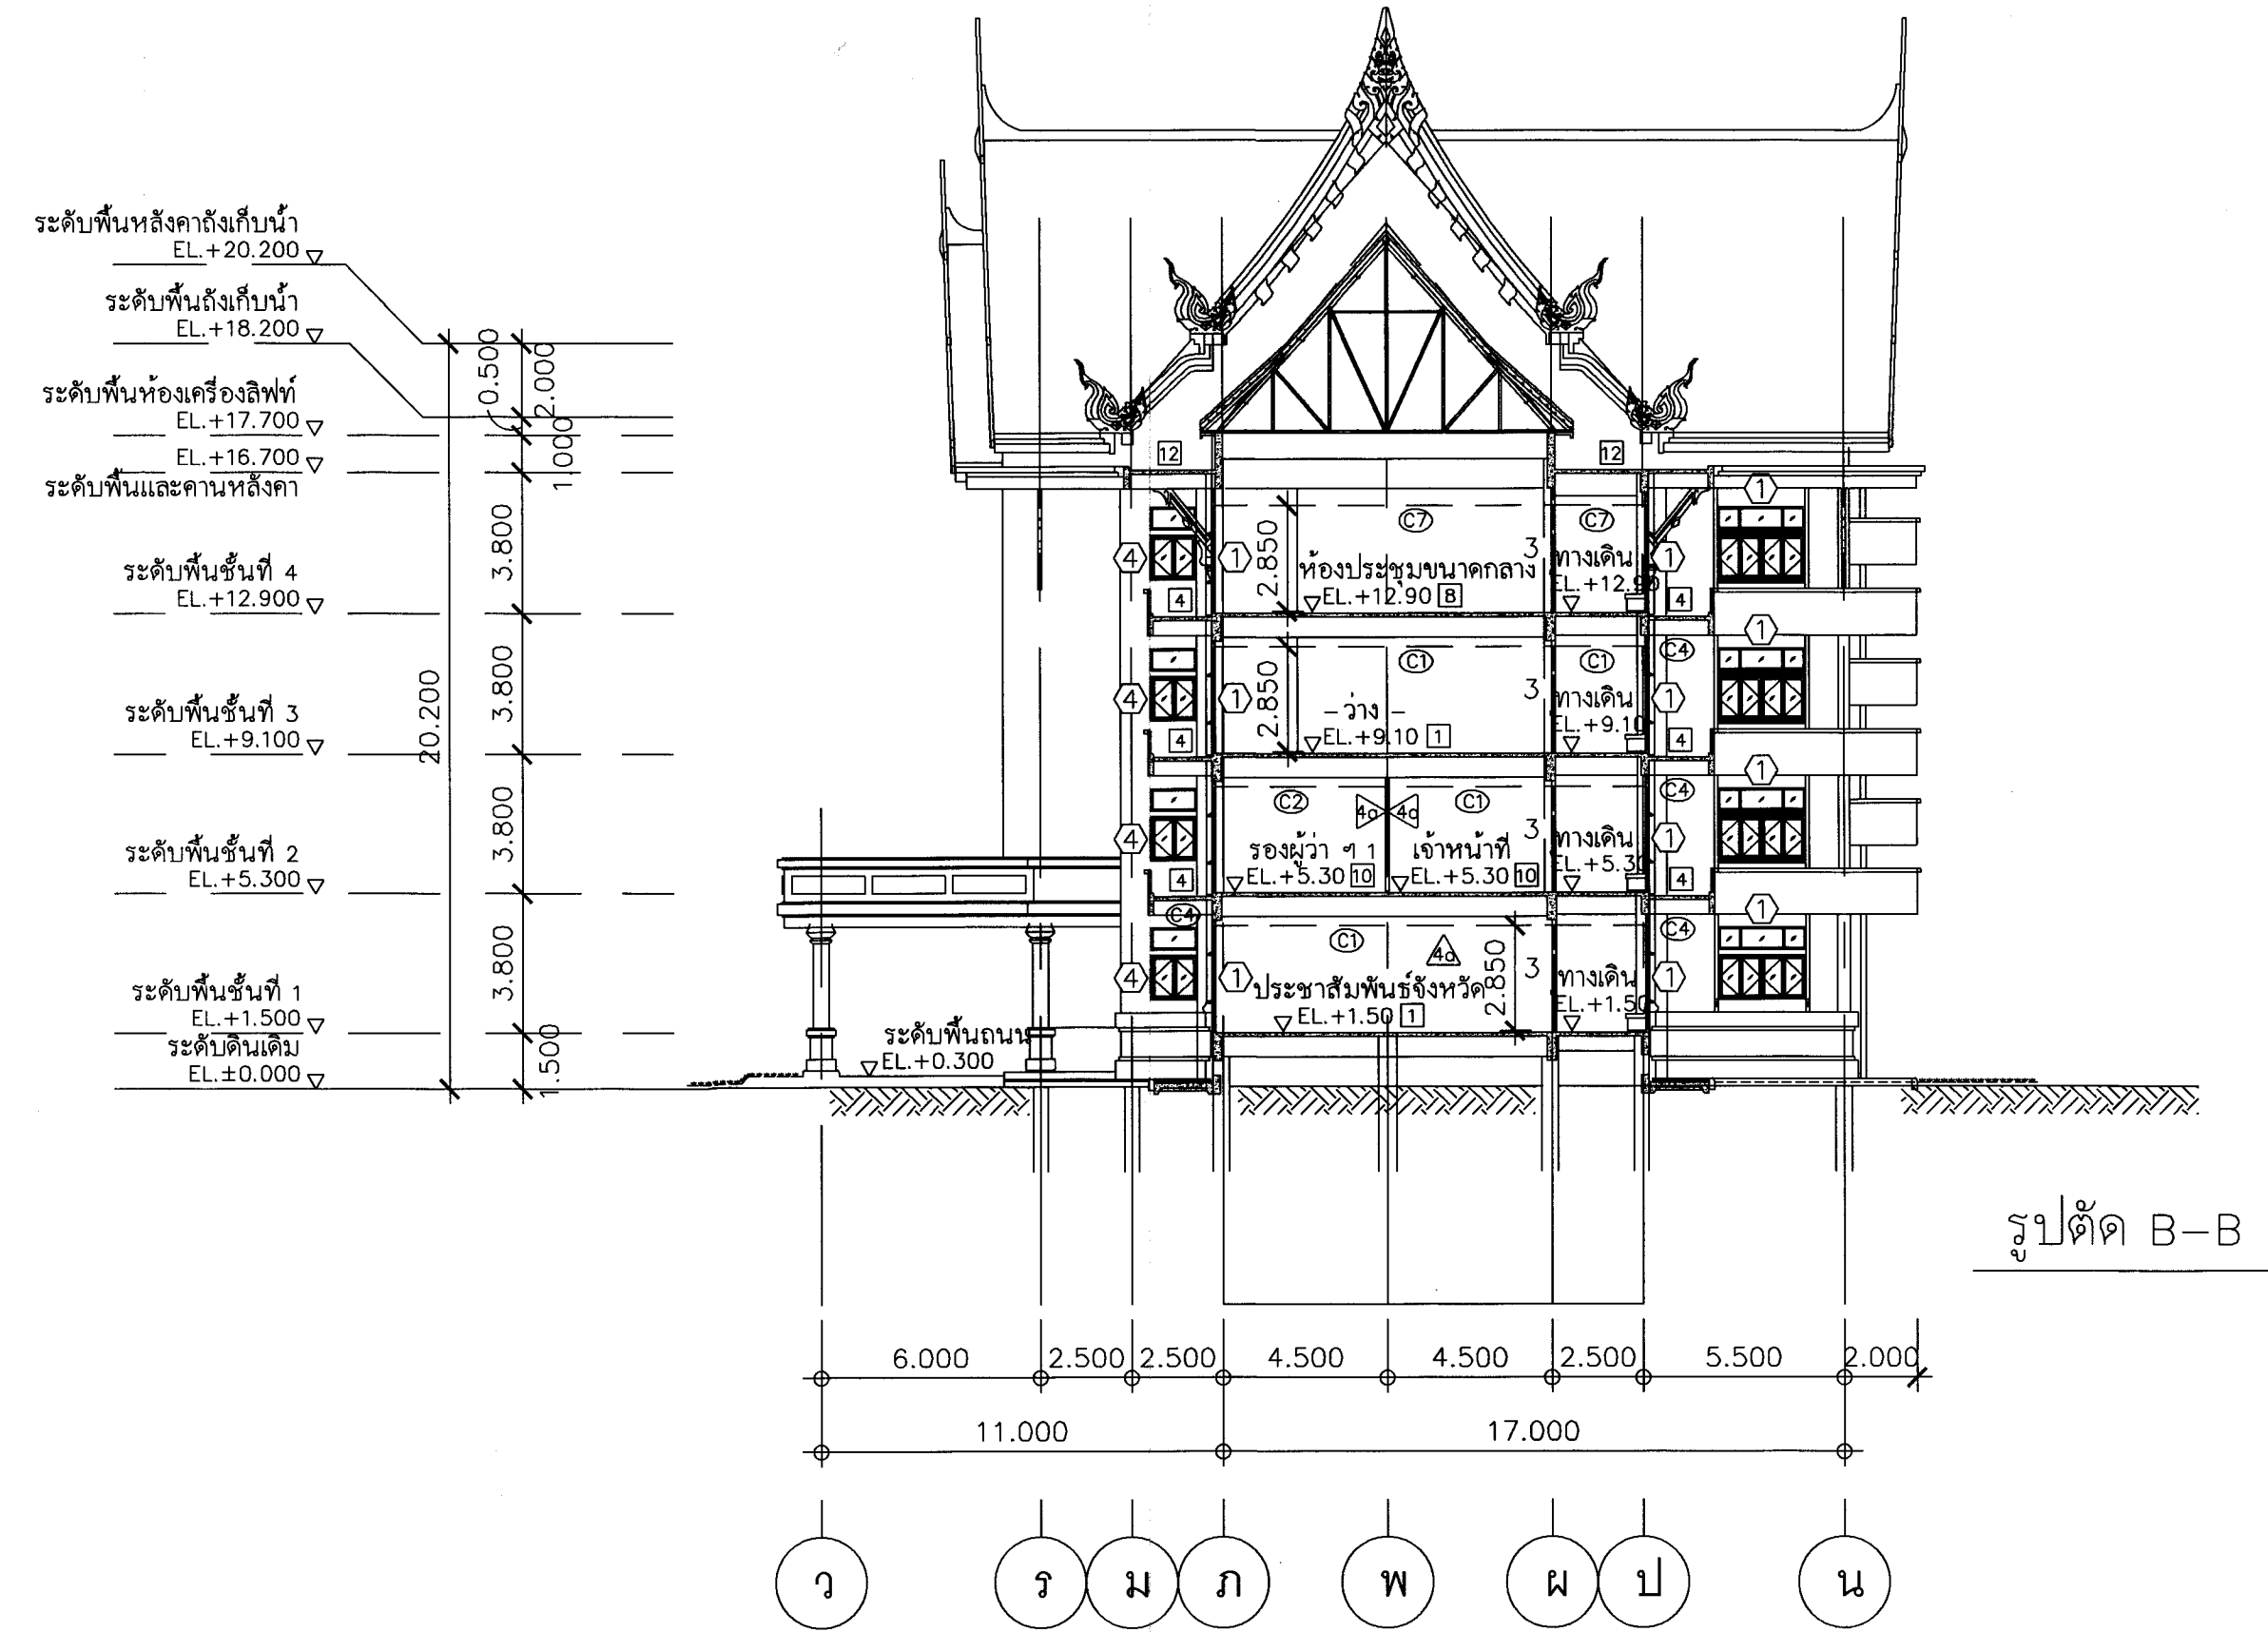 ระดับพื้นหลังคาถังเก็บน้ำ
EL.+20.200
ระดับพื้นถังเก็บน้ำ
EL.+18.200
ระดับพื้นห้องเครื่องลิฟท์
EL.+17.700
EL.+16.700
ระดับพื้นและคานหลังคา
ระดับพื้นชั้นที่ 4
EL.+12.900
ระดับพื้นชั้นที่ 3
EL.+9.100
ระดับพื้นชั้นที่ 2
EL.+5.300
ระดับพื้นชั้นที่ 1
EL.+1.500
ระดับดินเดิม
EL.±0.000
20.200
0.500
2.000
1.000
3.800
3.800
3.800
3.800
1.500
12 12
1
C7 C7
4 1 2.850 3 1
ห้องประชุมขนาดกลาง ทางเดิน
EL.+12.90 8 EL.+12.90
4 4
1
C1 C1 C4
4 1 2.850 3 1
-ว่าง - ทางเดิน
EL.+9.10 1 EL.+9.10
4 4
1
C2 4a 4a C1 C4
4 3 1
รองผู้ว่า ฯ 1 เจ้าหน้าที่ ทางเดิน
EL.+5.30 10 EL.+5.30 10 EL.+5.30
4 4
1
C4 C1 4a C4
4 1 2.850 3 1
ประชาสัมพันธ์จังหวัด ทางเดิน
EL.+1.50 1 EL.+1.50
ระดับพื้นถนน
EL.+0.300
รูปตัด B-B
6.000 2.500 2.500 4.500 4.500 2.500 5.500 2.000
11.000 17.000
ว ร ม ภ พ ผ ป น